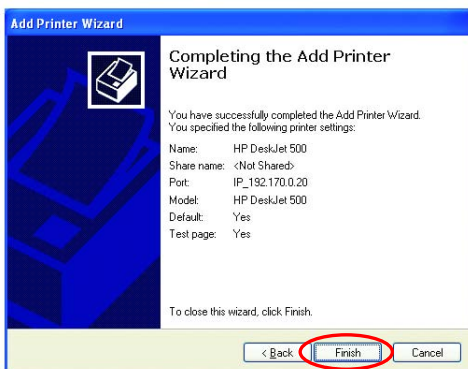 Add Printer Wizard
Completing the Add Printer
Wizard
You have successfully completed the Add Printer Wizard.
You specified the following printer settings:
Name: HP DeskJet 500
Share name: <Not Shared>
Port: IP_192.170.0.20
Model: HP DeskJet 500
Default: Yes
Test page: Yes
To close this wizard, click Finish.
< Back Finish Cancel